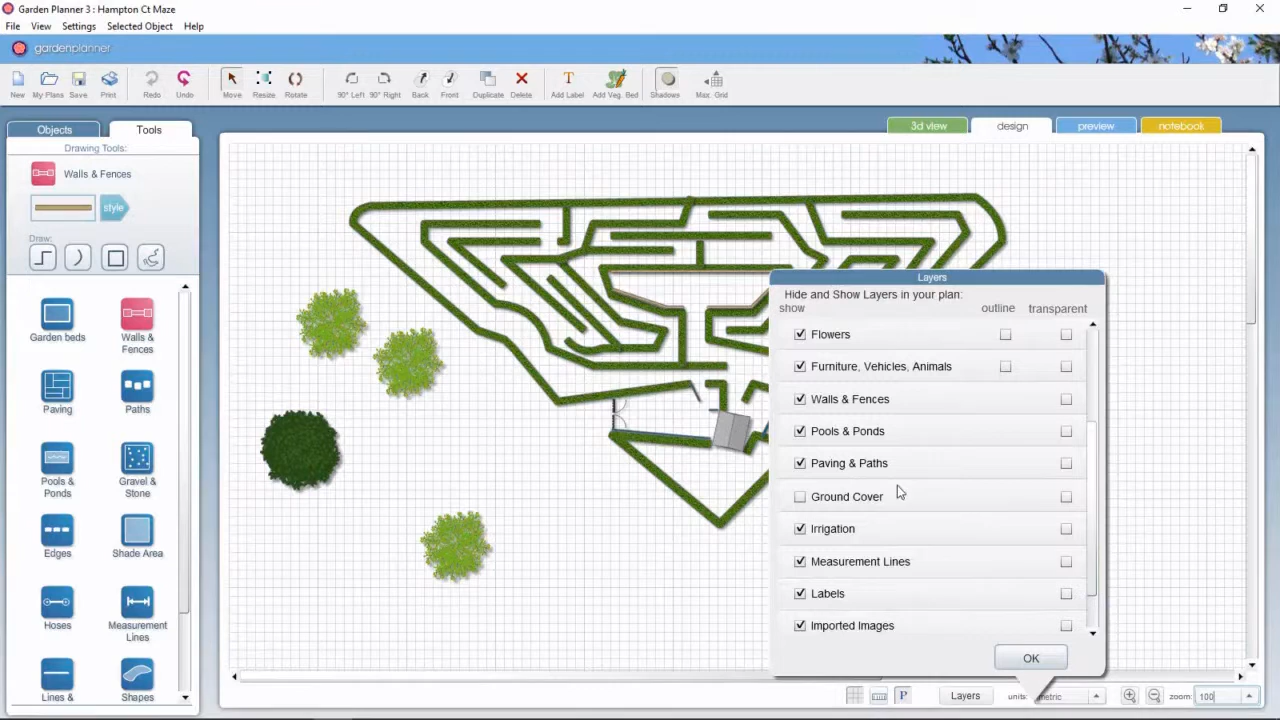 Garden Planner 3 : Hampton Ct Maze
File View Settings Selected Object Help
gardenplanner
New My Plans Save Print Redo Undo Move Resize Rotate 90° Left 90° Right Back Front Duplicate Delete Add Label Add Veg. Bed Shadows Max. Grid
Objects Tools
3d view design preview notebook
Drawing Tools:
Walls & Fences
style
Draw:
Garden beds
Walls & Fences
Paving
Paths
Pools & Ponds
Gravel & Stone
Edges
Shade Area
Hoses
Measurement Lines
Lines &
Shapes
Layers
Hide and Show Layers in your plan:
show outline transparent
Flowers
Furniture, Vehicles, Animals
Walls & Fences
Pools & Ponds
Paving & Paths
Ground Cover
Irrigation
Measurement Lines
Labels
Imported Images
OK
P Layers units: metric zoom: 100